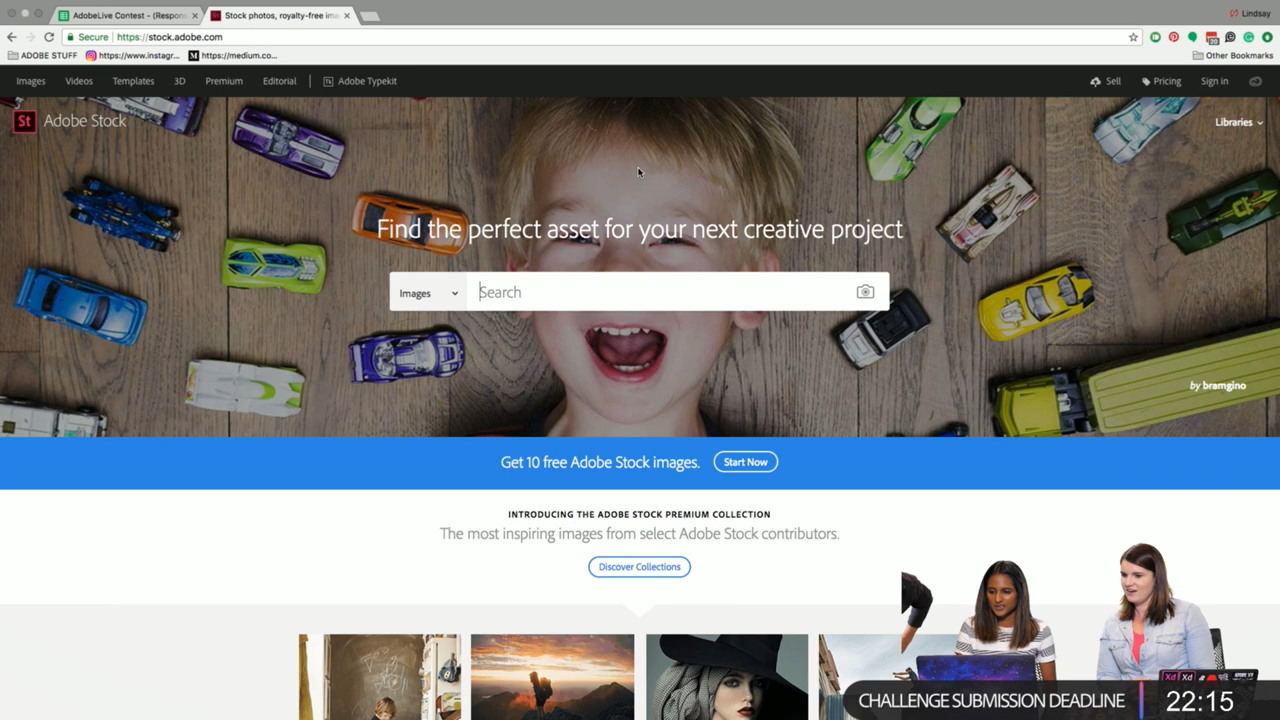 AdobeLive Contest - (Respon
Stock photos, royalty-free ima
Lindsay
Secure
https://stock.adobe.com
ADOBE STUFF
https://www.instagr...
https://medium.co...
Other Bookmarks
Images
Videos
Templates
3D
Premium
Editorial
Tk
Adobe Typekit
Sell
Pricing
Sign in
St
Adobe Stock
Libraries
Find the perfect asset for your next creative project
Images
Search
by bramgino
Get 10 free Adobe Stock images.
Start Now
INTRODUCING THE ADOBE STOCK PREMIUM COLLECTION
The most inspiring images from select Adobe Stock contributors.
Discover Collections
Xd
Xd
CHALLENGE SUBMISSION DEADLINE
22:15